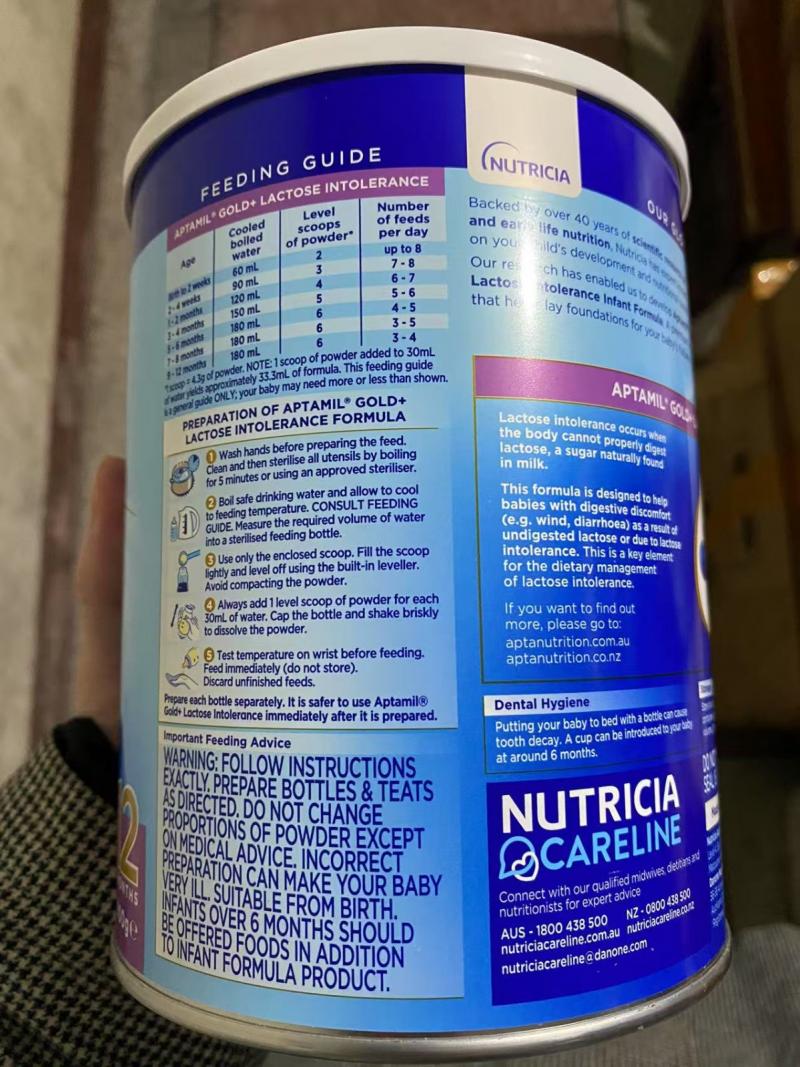 FEEDING GUIDE
APTAMIL® GOLD+ LACTOSE INTOLERANCE
Age Cooled boiled water Level scoops of powder* Number of feeds per day
Birth to 2 weeks 60 mL 2 up to 8
2 - 4 weeks 90 mL 3 7 - 8
1 - 2 months 120 mL 4 6 - 7
3 - 4 months 150 mL 5 5 - 6
5 - 6 months 180 mL 6 4 - 5
7 - 8 months 180 mL 6 3 - 5
9 - 12 months 180 mL 6 3 - 4
*1 scoop = 4.3g of powder. NOTE: 1 scoop of powder added to 30mL
of water yields approximately 33.3mL of formula. This feeding guide
is a general guide ONLY; your baby may need more or less than shown.
PREPARATION OF APTAMIL® GOLD+
LACTOSE INTOLERANCE FORMULA
1 Wash hands before preparing the feed.
Clean and then sterilise all utensils by boiling
for 5 minutes or using an approved steriliser.
2 Boil safe drinking water and allow to cool
to feeding temperature. CONSULT FEEDING
GUIDE. Measure the required volume of water
into a sterilised feeding bottle.
3 Use only the enclosed scoop. Fill the scoop
lightly and level off using the built-in leveller.
Avoid compacting the powder.
4 Always add 1 level scoop of powder for each
30mL of water. Cap the bottle and shake briskly
to dissolve the powder.
5 Test temperature on wrist before feeding.
Feed immediately (do not store).
Discard unfinished feeds.
Prepare each bottle separately. It is safer to use Aptamil®
Gold+ Lactose Intolerance immediately after it is prepared.
Important Feeding Advice
WARNING: FOLLOW INSTRUCTIONS
EXACTLY. PREPARE BOTTLES & TEATS
AS DIRECTED. DO NOT CHANGE
PROPORTIONS OF POWDER EXCEPT
ON MEDICAL ADVICE. INCORRECT
PREPARATION CAN MAKE YOUR BABY
VERY ILL. SUITABLE FROM BIRTH.
INFANTS OVER 6 MONTHS SHOULD
BE OFFERED FOODS IN ADDITION
TO INFANT FORMULA PRODUCT.
12
NUTRICIA
OUR
Backed by over 40 years of scientific
and early life nutrition, Nutricia has
on your child's development and
Our research has enabled us to develop
Lactose Intolerance Infant Formula. A
that help lay foundations for your baby's
APTAMIL® GOLD+
Lactose intolerance occurs when
the body cannot properly digest
lactose, a sugar naturally found
in milk.
This formula is designed to help
babies with digestive discomfort
(e.g. wind, diarrhoea) as a result of
undigested lactose or due to lactose
intolerance. This is a key element
for the dietary management
of lactose intolerance.
If you want to find out
more, please go to:
aptanutrition.com.au
aptanutrition.co.nz
Dental Hygiene
Putting your baby to bed with a bottle can cause
tooth decay. A cup can be introduced to your baby
at around 6 months.
NUTRICIA
CARELINE
Connect with our qualified midwives, dietitians and
nutritionists for expert advice
AUS - 1800 438 500 NZ - 0800 438 500
nutriciacareline.com.au nutriciacareline.co.nz
nutriciacareline@danone.com